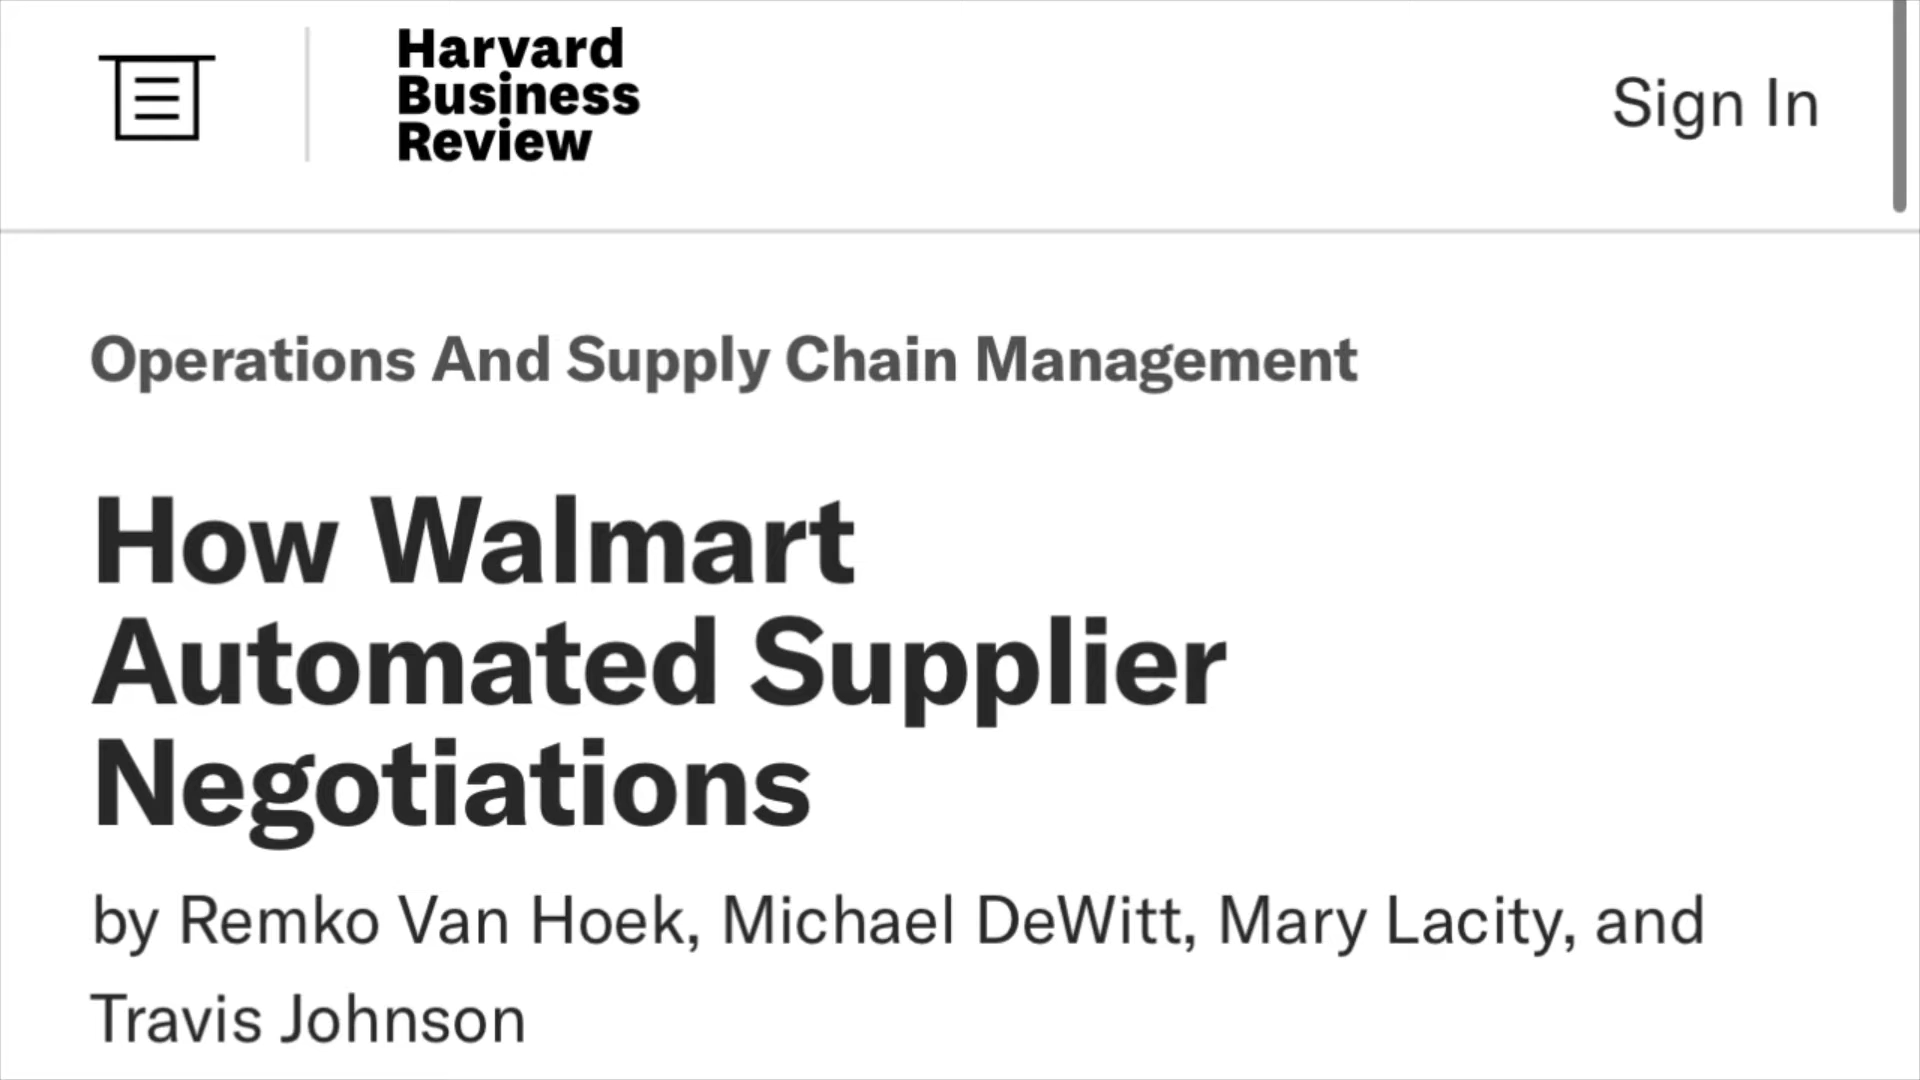 Harvard
Business
Review
Sign In
Operations And Supply Chain Management
How Walmart
Automated Supplier
Negotiations
by Remko Van Hoek, Michael DeWitt, Mary Lacity, and
Travis Johnson